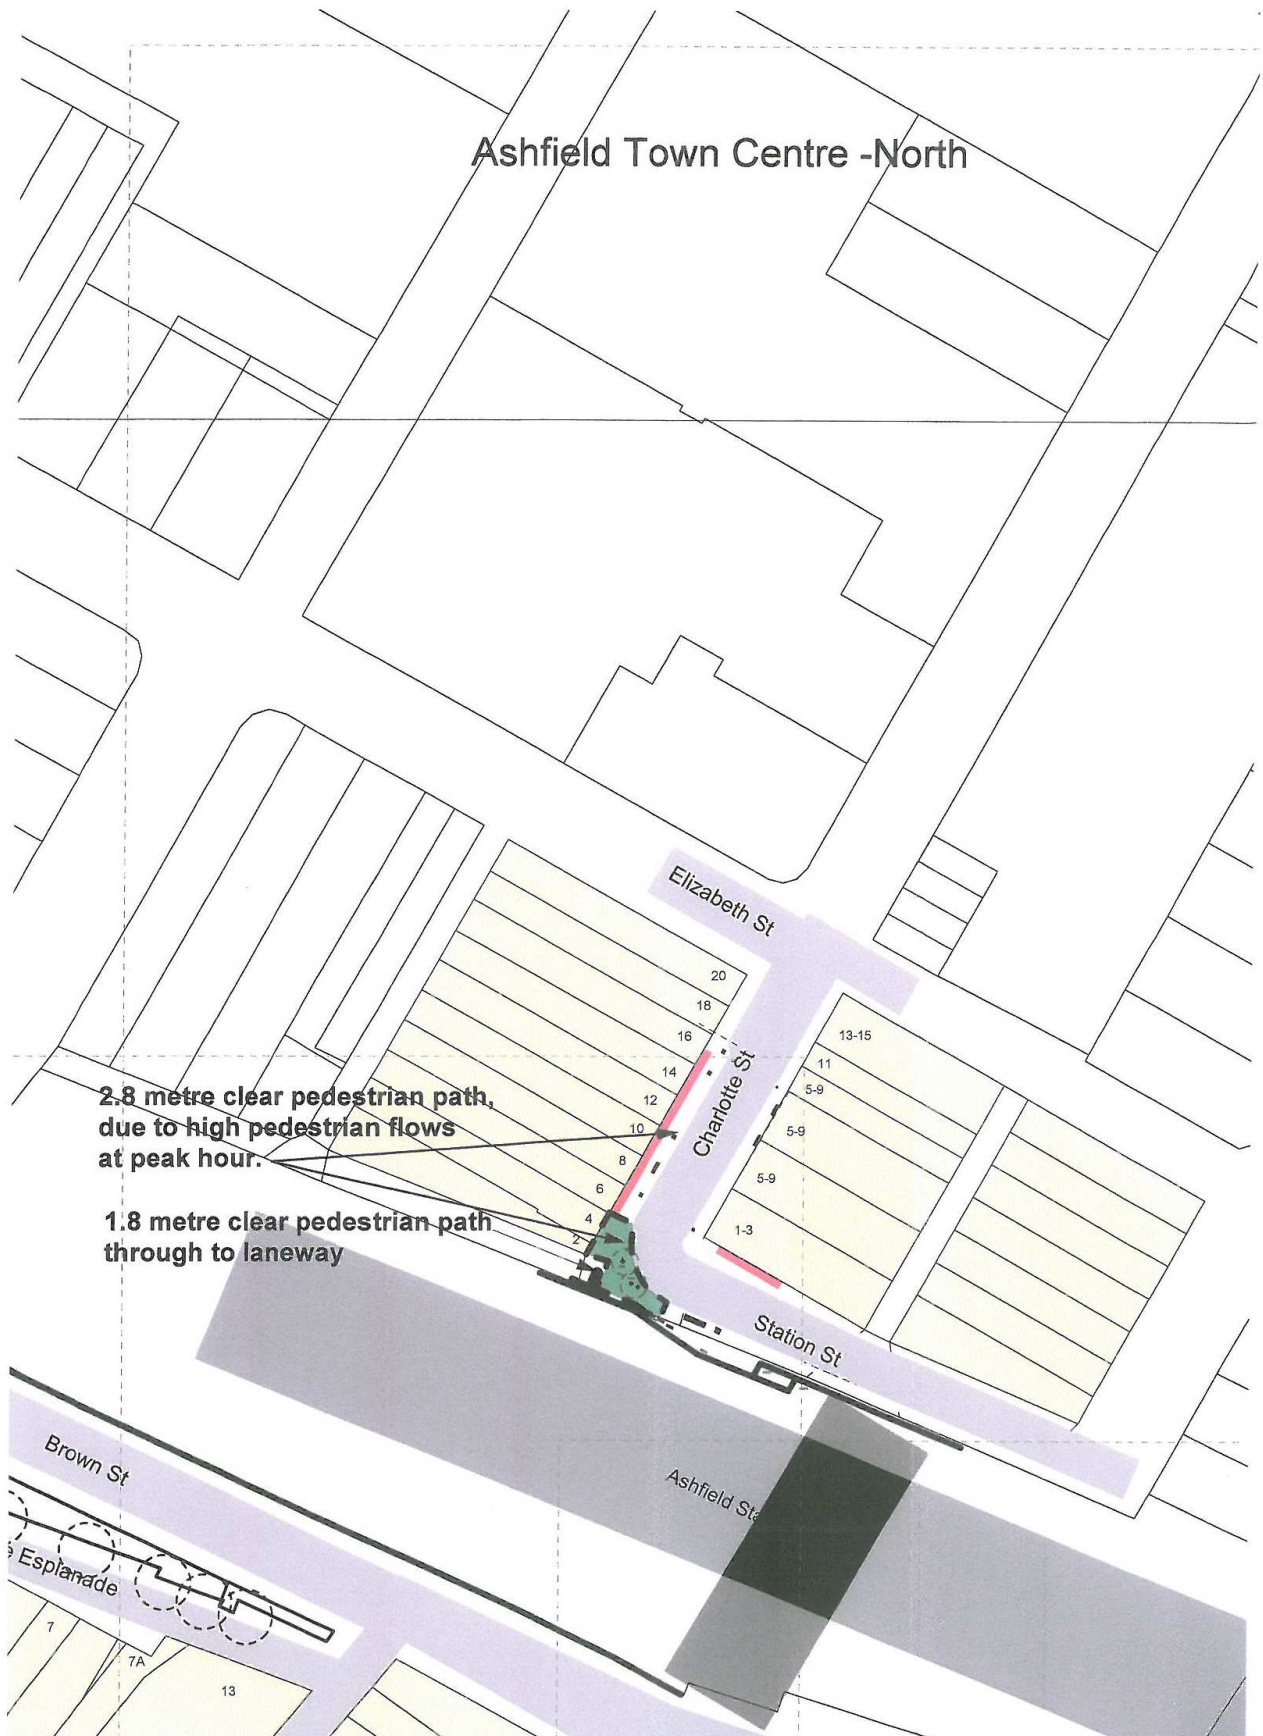 Ashfield Town Centre -North
Elizabeth St
20
18
16
14
12
10
8
6
4
2
Charlotte St
13-15
11
5-9
5-9
5-9
1-3
2.8 metre clear pedestrian path,
due to high pedestrian flows
at peak hour.
1.8 metre clear pedestrian path
through to laneway
Station St
Brown St
Ashfield
Esplanade
7
7A
13